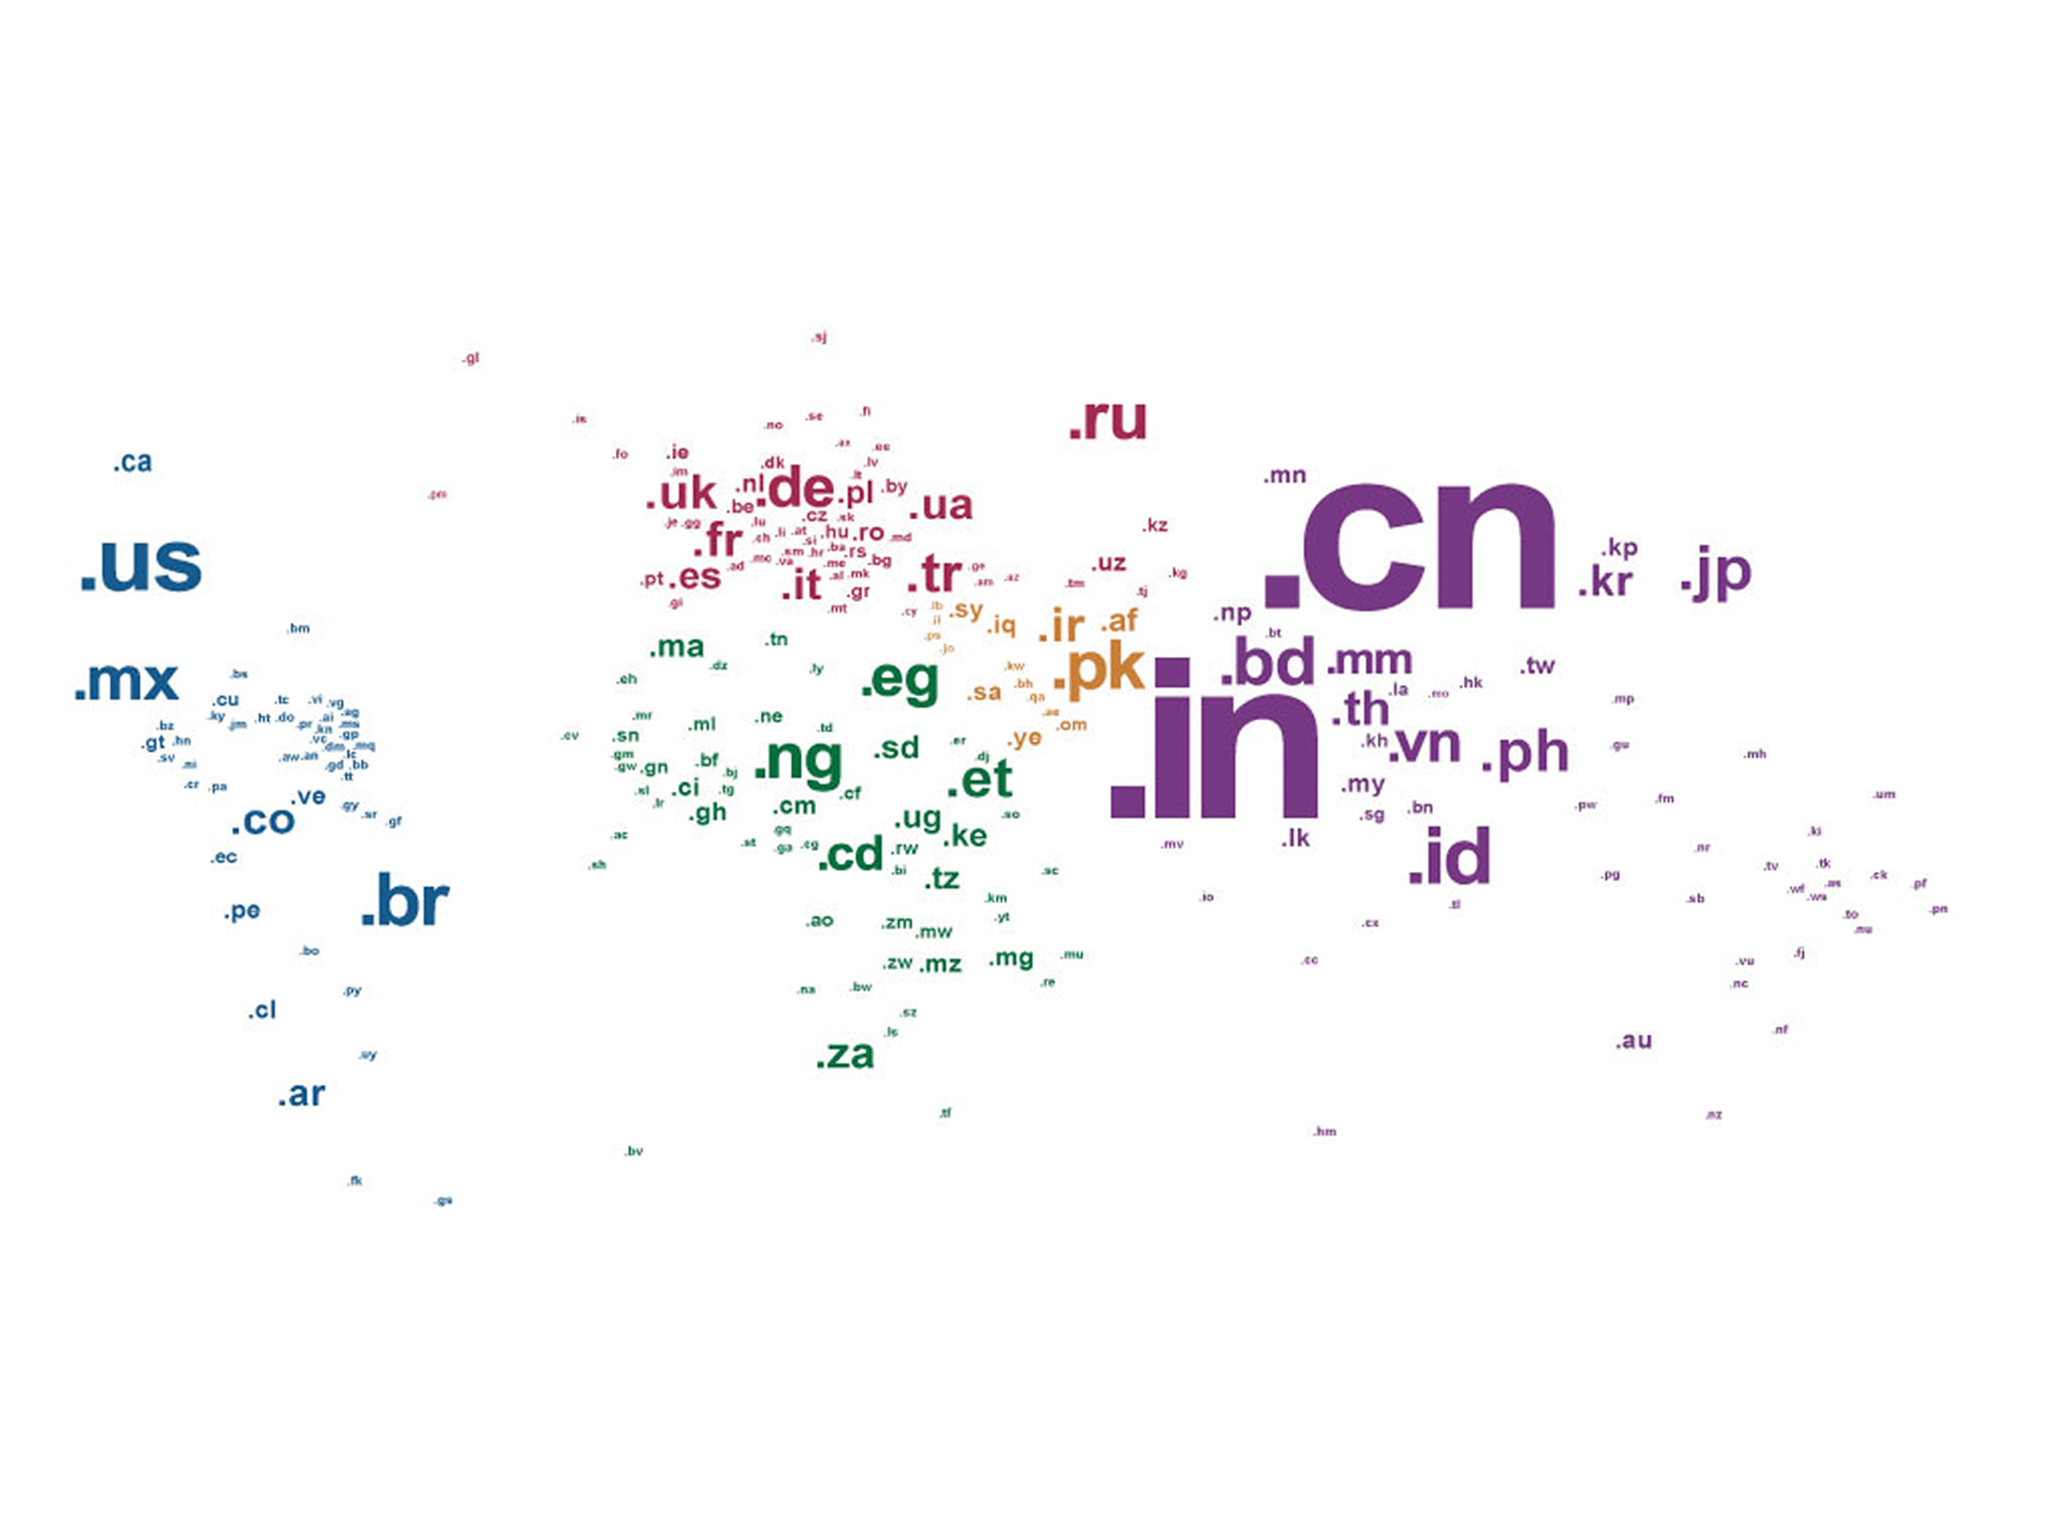 .sj
.gl
.ru
.is
.no
.se
.fi
.ee
.ca
.fo
.ie
.im
.dk
.lv
.lt
.mn
.pm
.uk
.nl
.de
.pl
.by
.be
.ua
.cn
.je
.gg
.lu
.cz
.sk
.kz
.us
.fr
.ch
.li
.at
.si
.hu
.ro
.md
.kp
.sm
.hr
.ba
.rs
.va
.me
.bg
.uz
.jp
.pt
.es
.ad
.it
.al
.mk
.tr
.ge
.am
.az
.tm
.kg
.kr
.gi
.gr
.tj
.mt
.cy
.lb
.sy
.np
.bm
.il
.iq
.ir
.af
.bt
.ma
.tn
.ps
.jo
.bd
.mm
.mx
.bs
.eh
.dz
.ly
.eg
.kw
.pk
.tw
.cu
.tc
.vi
.vg
.sa
.bh
.qa
.in
.la
.mo
.hk
.mp
.ky
.jm
.ht
.do
.pr
.ai
.ag
.kn
.ms
.mr
.ml
.ne
.td
.ae
.om
.th
.bz
.gt
.hn
.vc
.gp
.dm
.mq
.cv
.sn
.ng
.sd
.er
.ye
.kh
.vn
.ph
.gu
.mh
.sv
.ni
.aw
.an
.lc
.gd
.bb
.tt
.gm
.gw
.gn
.bf
.bj
.dj
.et
.cr
.pa
.sl
.ci
.tg
.cf
.my
.ve
.gy
.sr
.gf
.lr
.gh
.cm
.so
.sg
.bn
.pw
.fm
.um
.co
.ac
.gq
.ug
.ke
.lk
.ki
.ec
.sh
.st
.ga
.cg
.cd
.rw
.mv
.id
.nr
.bi
.tz
.sc
.pg
.tv
.tk
.ck
.pe
.br
.km
.io
.tl
.sb
.wf
.as
.ws
.pf
.ao
.zm
.mw
.yt
.cx
.to
.nu
.pn
.bo
.zw
.mz
.mg
.mu
.cc
.vu
.fj
.py
.na
.bw
.re
.nc
.cl
.sz
.ls
.nf
.uy
.za
.au
.ar
.tf
.hm
.nz
.bv
.fk
.gs